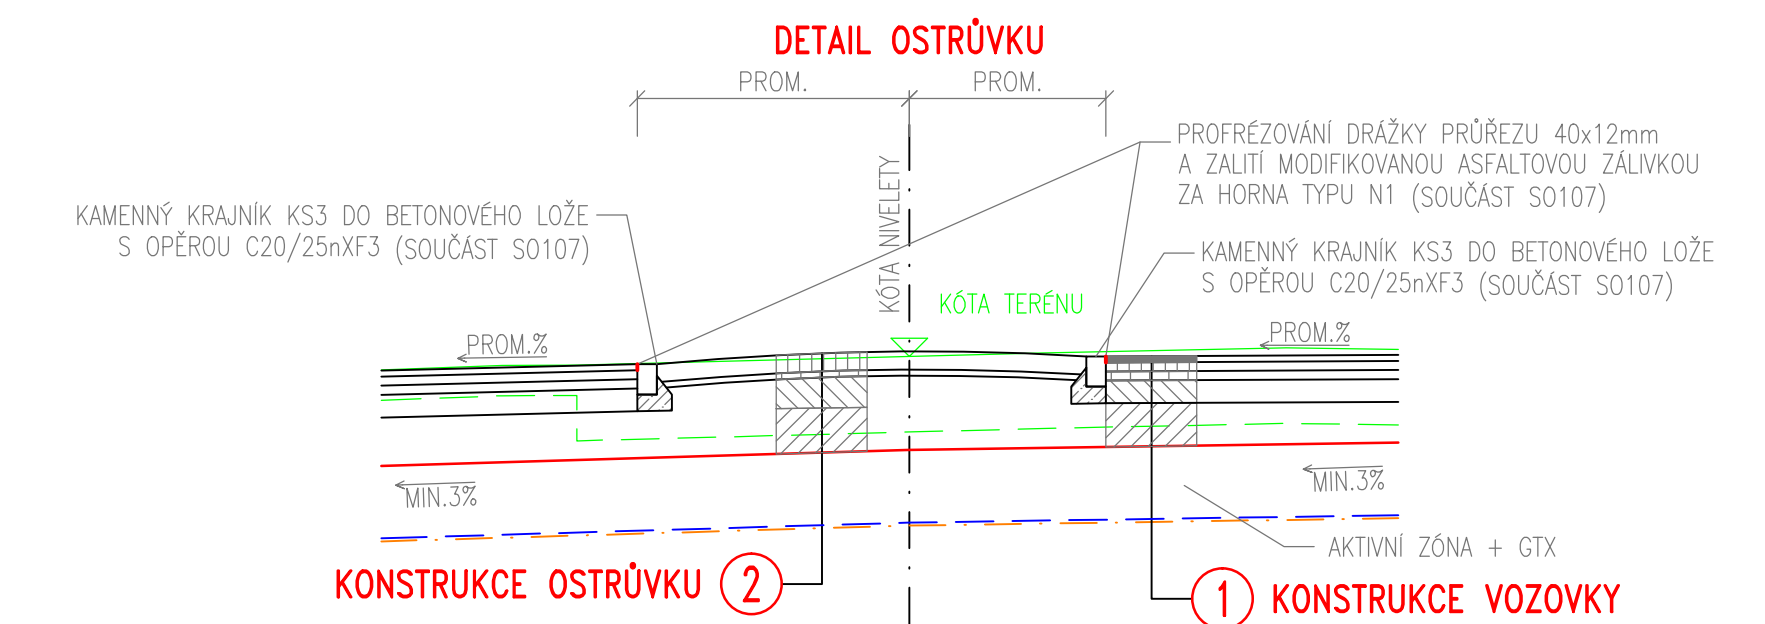 DETAIL OSTRŮVKU
PROM.
PROM.
PROFRÉZOVÁNÍ DRÁŽKY PRŮŘEZU 40x12mm
A ZALITÍ MODIFIKOVANOU ASFALTOVOU ZÁLIVKOU
ZA HORNA TYPU N1 (SOUČÁST SO107)
KÓTA NIVELETY
KAMENNÝ KRAJNÍK KS3 DO BETONOVÉHO LOŽE
S OPĚROU C20/25nXF3 (SOUČÁST SO107)
KAMENNÝ KRAJNÍK KS3 DO BETONOVÉHO LOŽE
S OPĚROU C20/25nXF3 (SOUČÁST SO107)
KÓTA TERÉNU
PROM.%
PROM.%
MIN.3%
MIN.3%
AKTIVNÍ ZÓNA + GTX
KONSTRUKCE OSTRŮVKU 2
1 KONSTRUKCE VOZOVKY